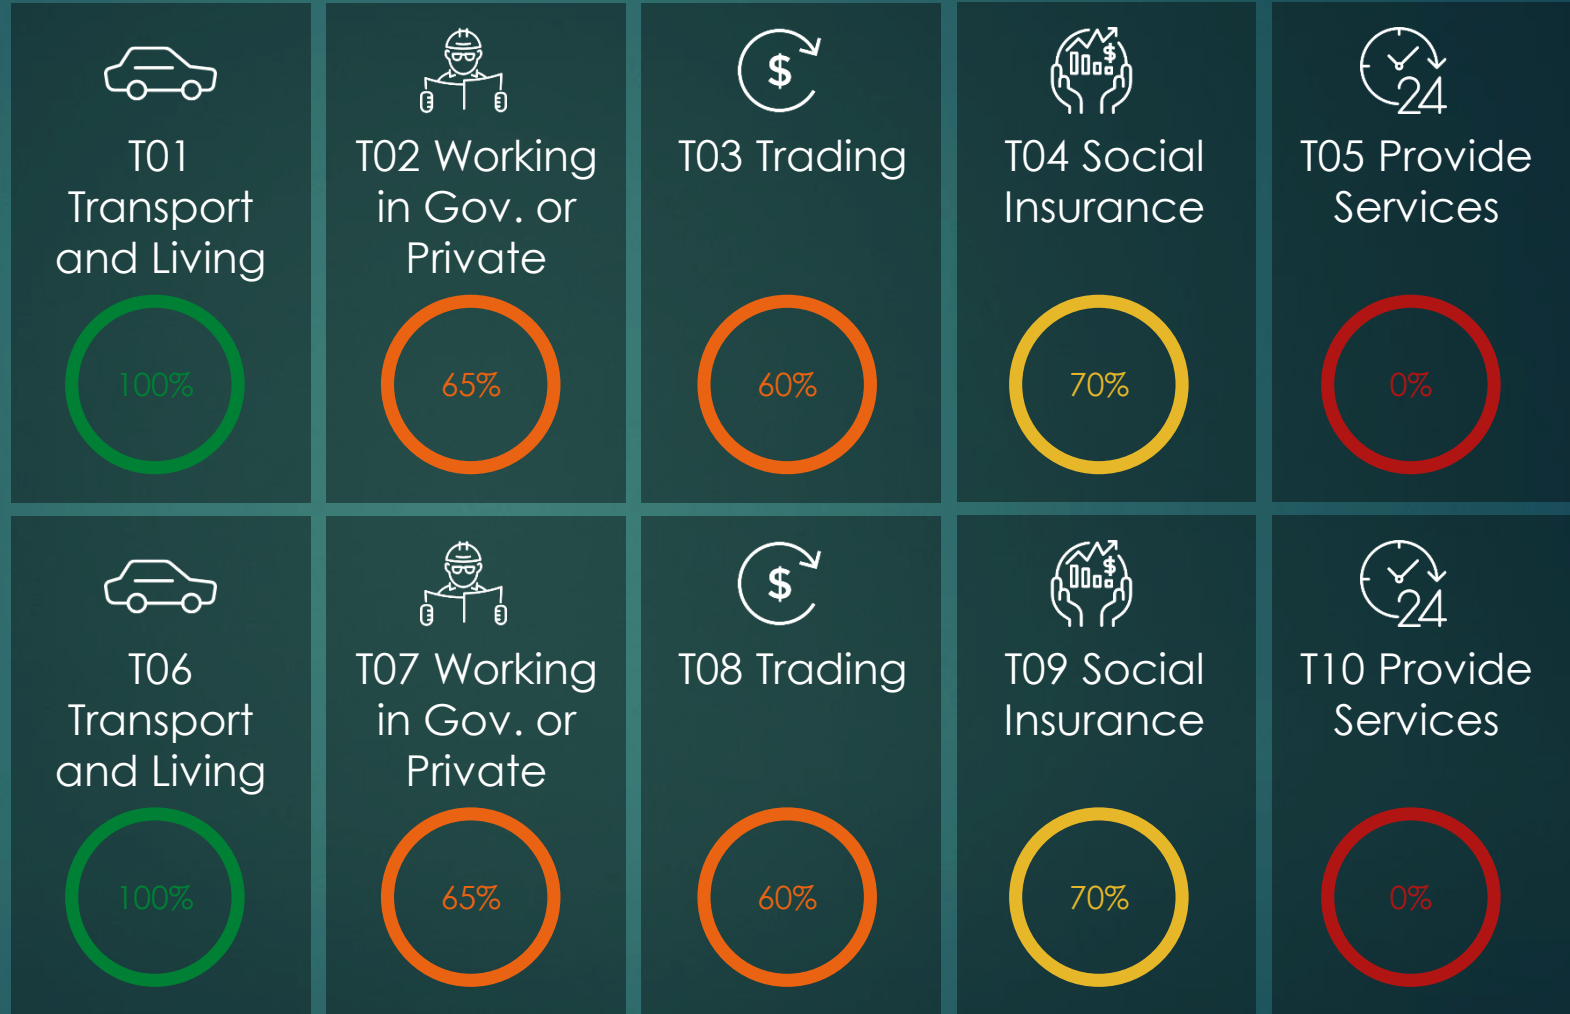 $
$
24
T01
Transport
and Living
T02 Working
in Gov. or
Private
T03 Trading
T04 Social
Insurance
T05 Provide
Services
100%
65%
60%
70%
0%
$
$
24
T06
Transport
and Living
T07 Working
in Gov. or
Private
T08 Trading
T09 Social
Insurance
T10 Provide
Services
100%
65%
60%
70%
0%